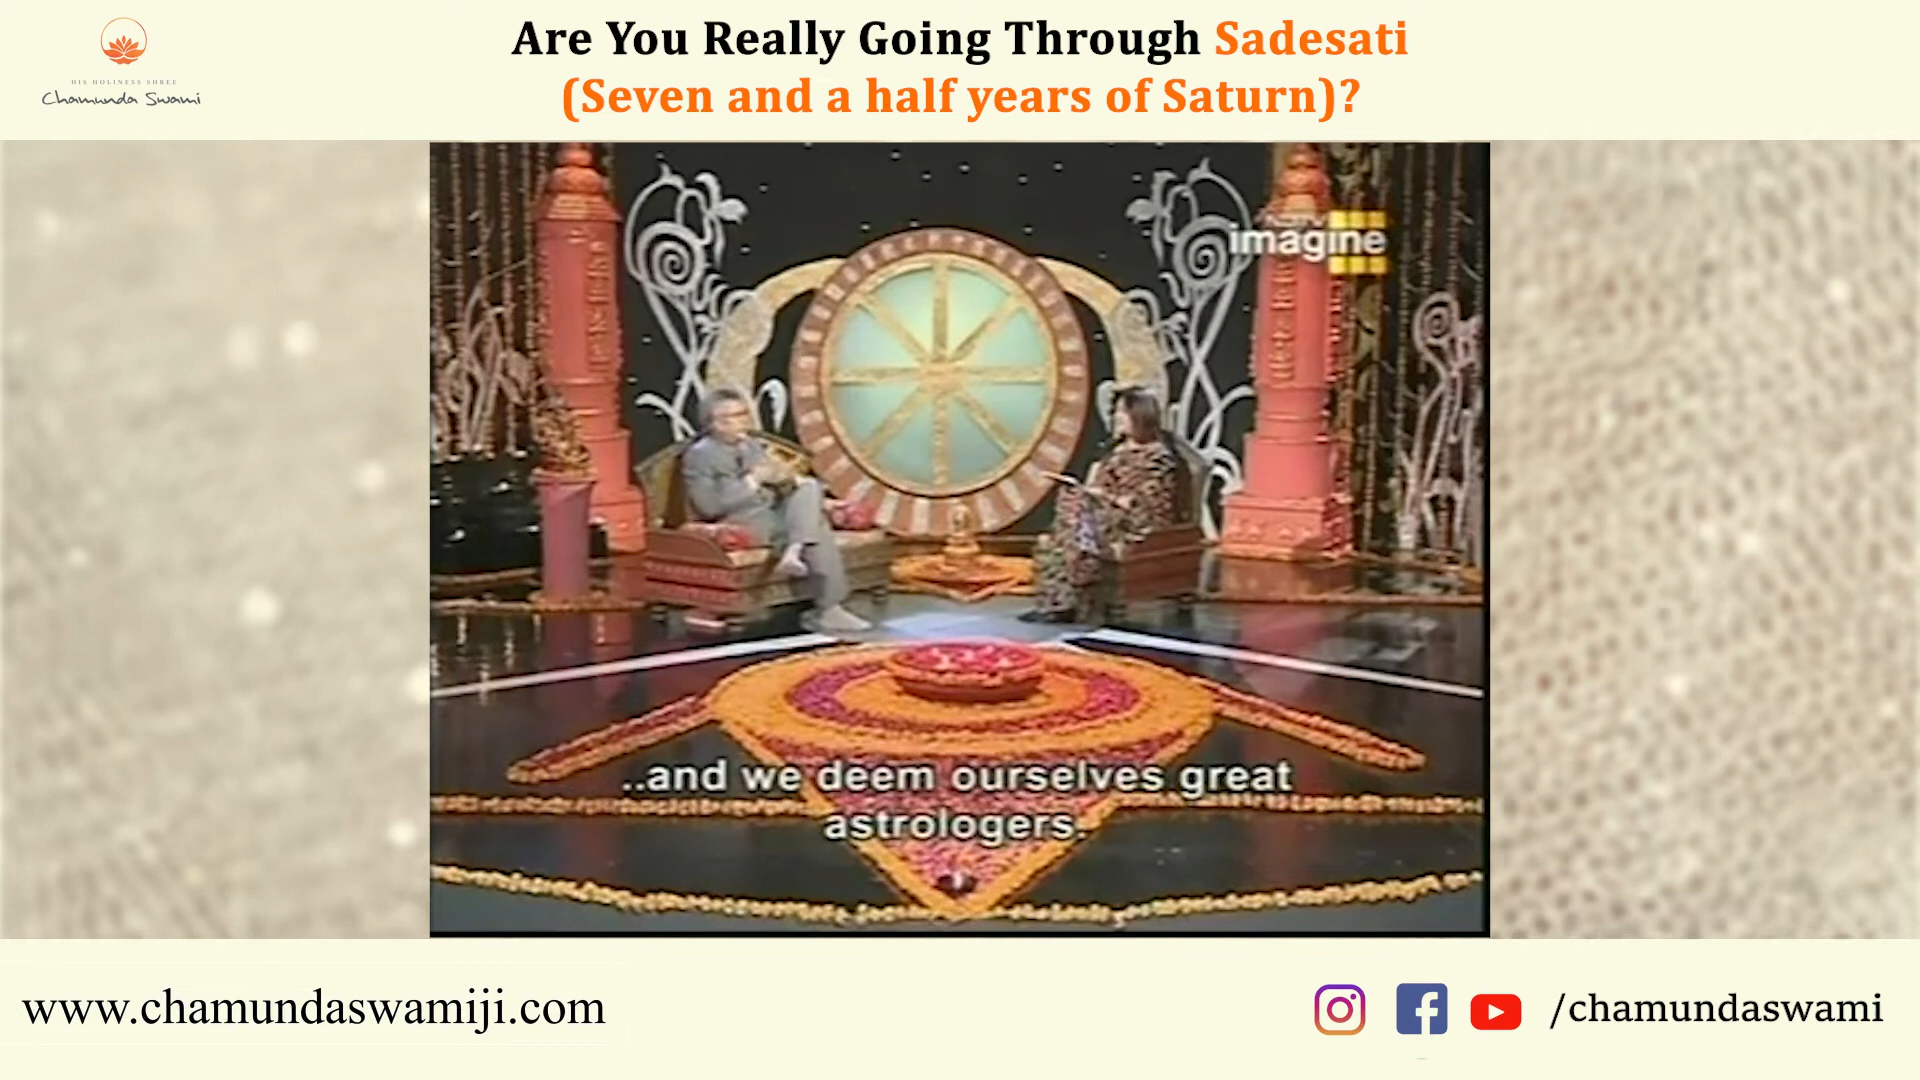 Are You Really Going Through Sadesati
(Seven and a half years of Saturn)?
HIS HOLINESS SHREE
Chamunda Swami
imagine
..and we deem ourselves great
astrologers.
www.chamundaswamiji.com
/chamundaswami